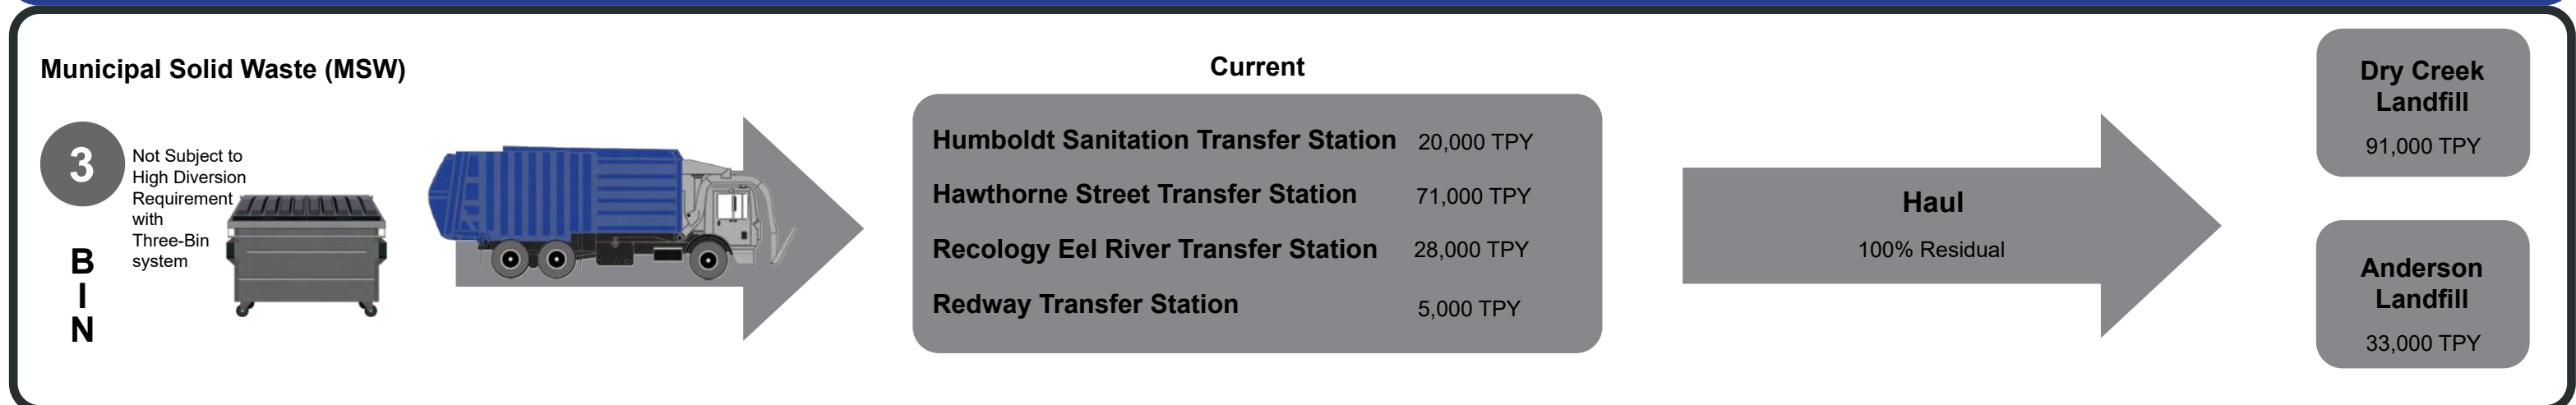 Municipal Solid Waste (MSW)
3
BIN
Not Subject to
High Diversion
Requirement
with
Three-Bin
system
Current
Humboldt Sanitation Transfer Station 20,000 TPY
Hawthorne Street Transfer Station 71,000 TPY
Recology Eel River Transfer Station 28,000 TPY
Redway Transfer Station 5,000 TPY
Haul
100% Residual
Dry Creek
Landfill
91,000 TPY
Anderson
Landfill
33,000 TPY